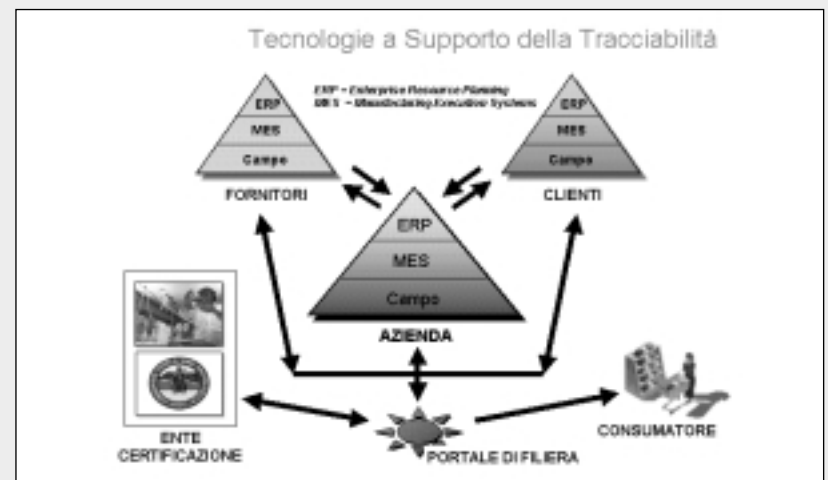 Tecnologie a Supporto della Tracciabilità
ERP – Enterprise Resource Planning
MES – Manufacturing Execution Systems
ERP
MES
Campo
FORNITORI
ERP
MES
Campo
CLIENTI
ERP
MES
Campo
AZIENDA
ENTE
CERTIFICAZIONE
PORTALE DI FILIERA
CONSUMATORE